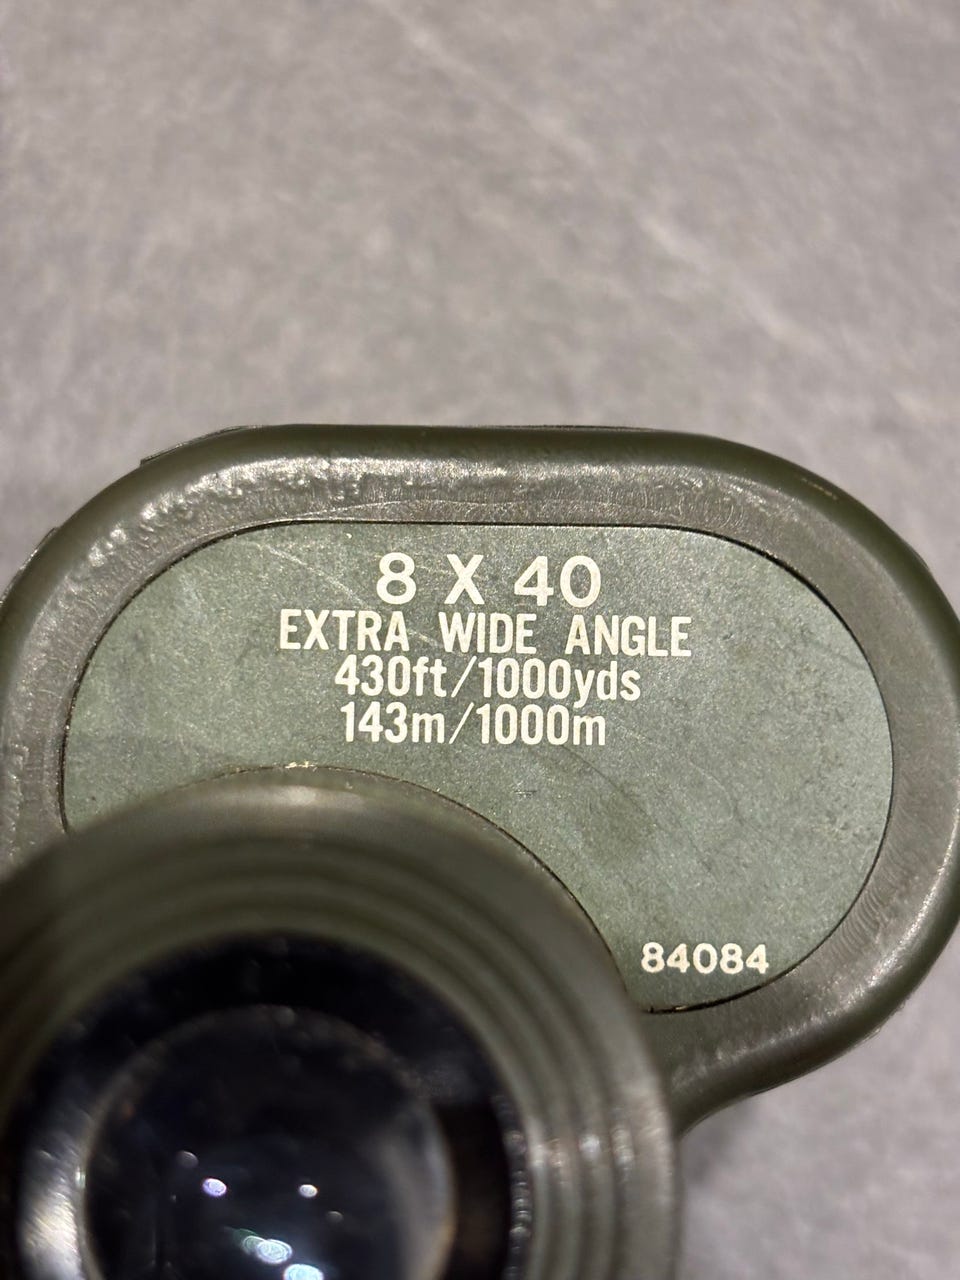 8 X 40
EXTRA WIDE ANGLE
430ft/1000yds
143m/1000m
84084